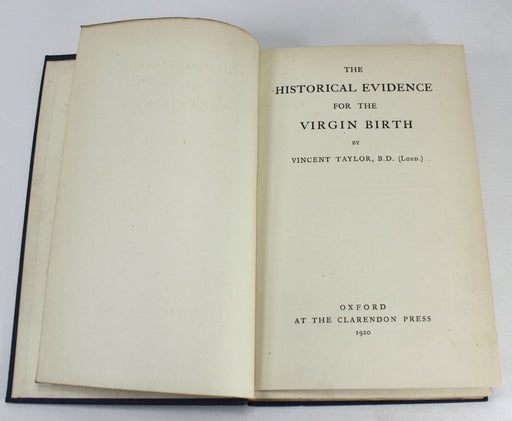 THE
HISTORICAL EVIDENCE
FOR THE
VIRGIN BIRTH
BY
VINCENT TAYLOR, B.D. (Lond.)
OXFORD
AT THE CLARENDON PRESS
1920